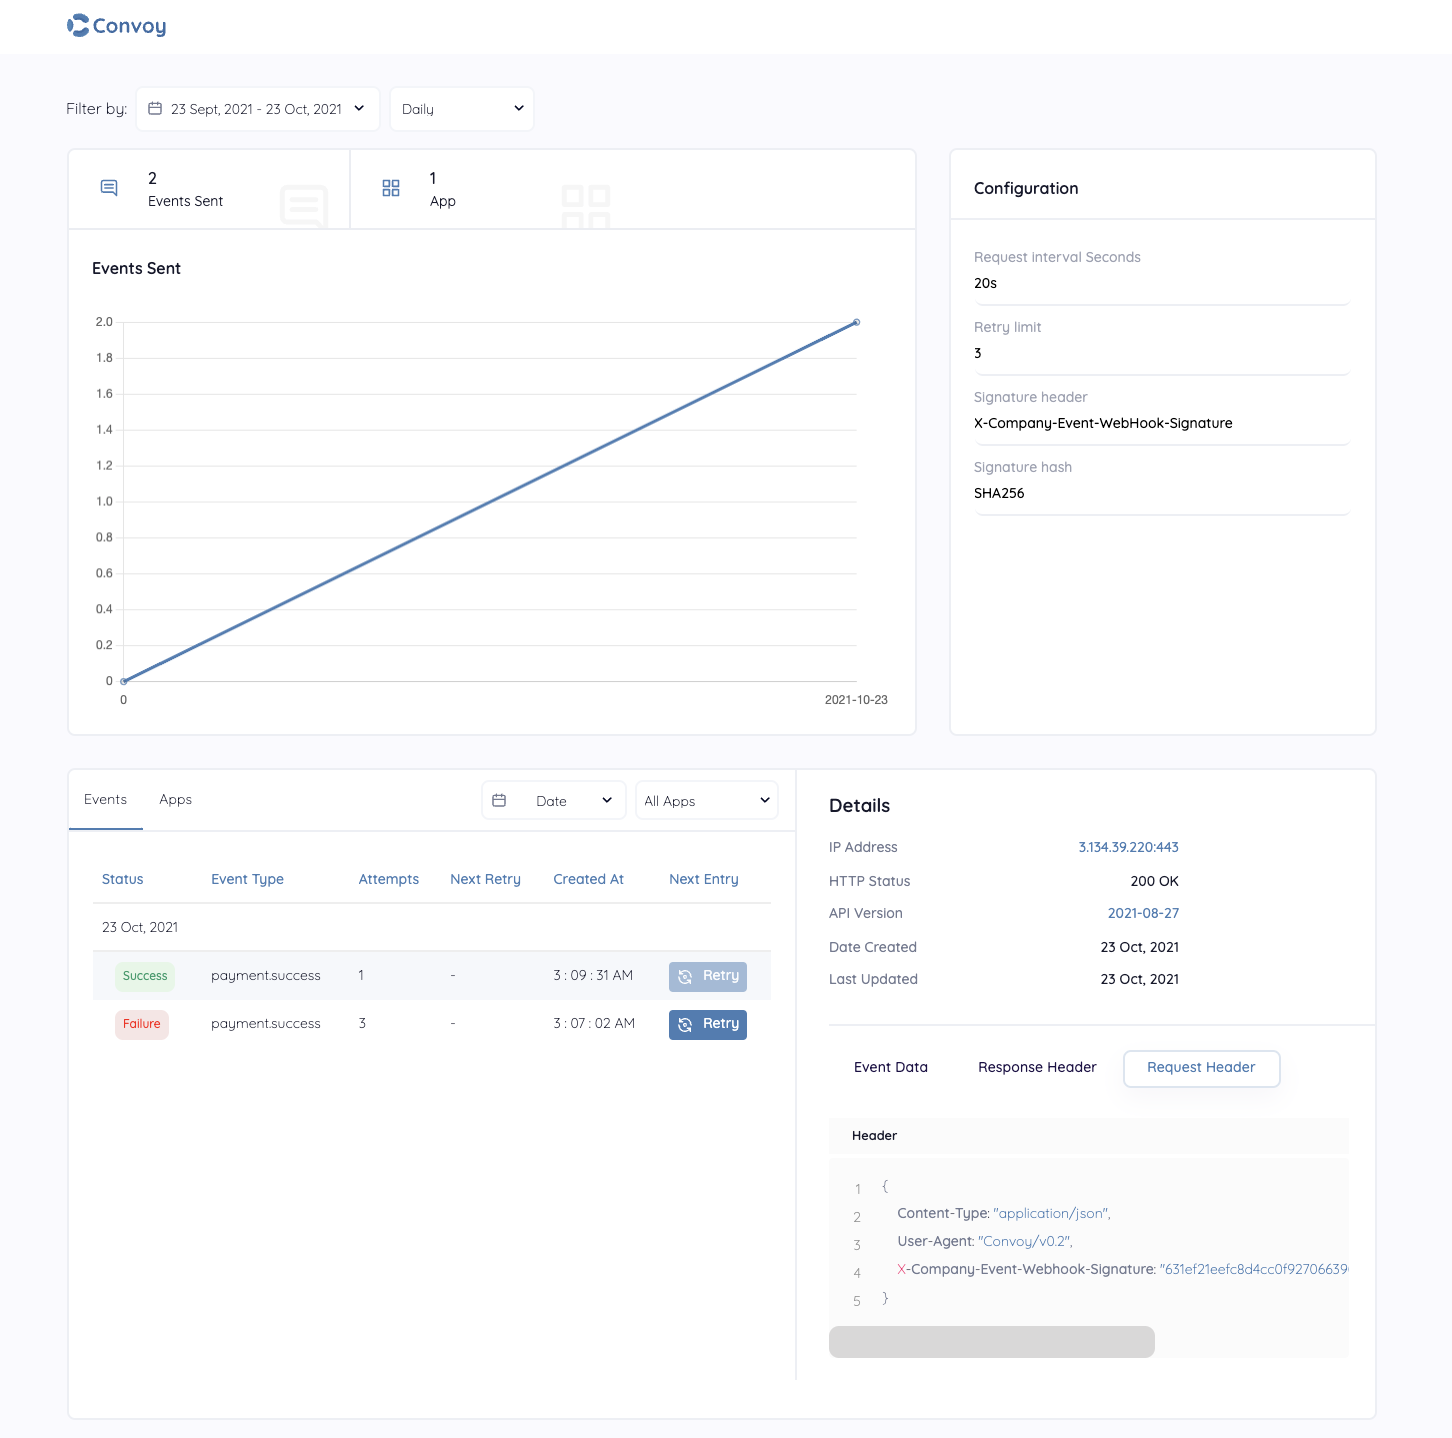 Convoy
Filter by:
23 Sept, 2021 - 23 Oct, 2021
Daily
2
Events Sent
1
App
Events Sent
2.0
1.8
1.6
1.4
1.2
1.0
0.8
0.6
0.4
0.2
0
0
2021-10-23
Configuration
Request interval Seconds
20s
Retry limit
3
Signature header
X-Company-Event-WebHook-Signature
Signature hash
SHA256
Events
Apps
Date
All Apps
Status Event Type Attempts Next Retry Created At Next Entry
23 Oct, 2021
Success payment.success 1 - 3 : 09 : 31 AM Retry
Failure payment.success 3 - 3 : 07 : 02 AM Retry
Details
IP Address 3.134.39.220:443
HTTP Status 200 OK
API Version 2021-08-27
Date Created 23 Oct, 2021
Last Updated 23 Oct, 2021
Event Data
Response Header
Request Header
Header
1 {
2 Content-Type: "application/json",
3 User-Agent: "Convoy/v0.2",
4 X-Company-Event-Webhook-Signature: "631ef21eefc8d4cc0f92706639
5 }